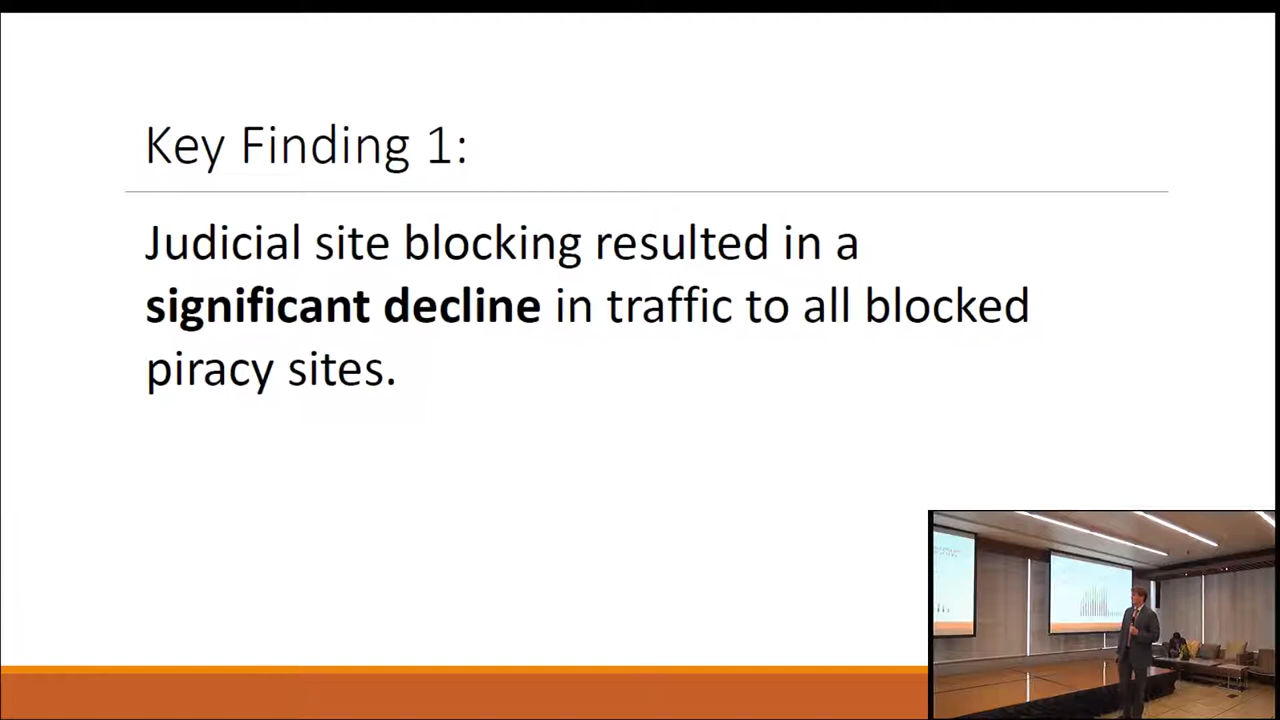 Key Finding 1:
Judicial site blocking resulted in a
significant decline in traffic to all blocked
piracy sites.